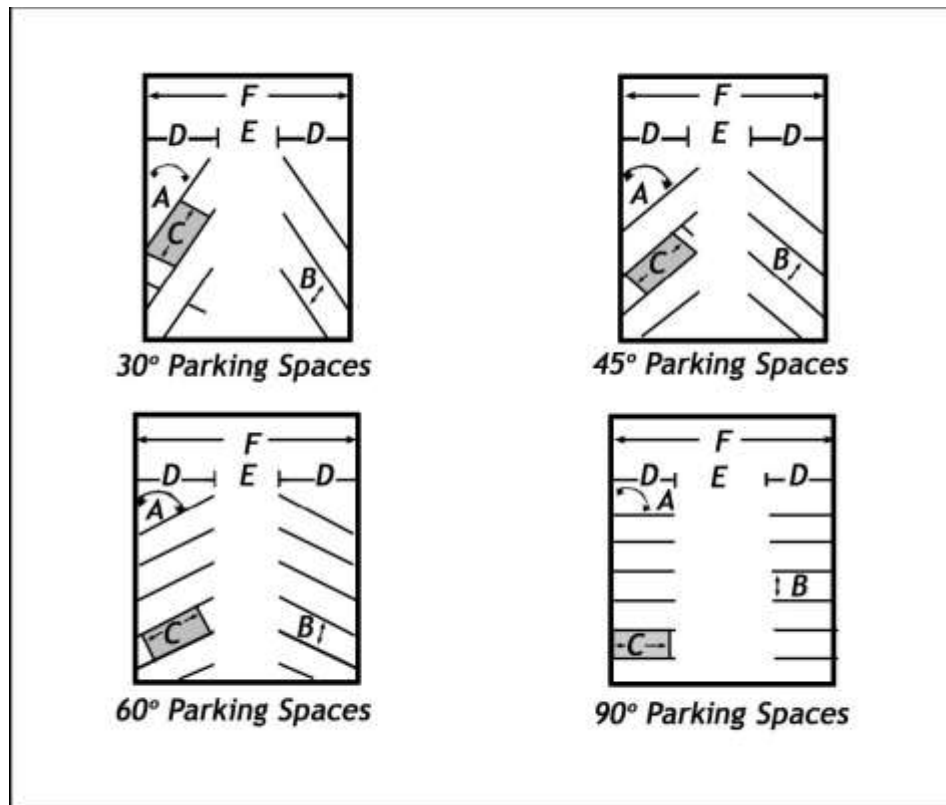 F F
D E D D E D
A A
C C
B B
30° Parking Spaces 45° Parking Spaces
F F
D E D D E D
A A
B B
C C
60° Parking Spaces 90° Parking Spaces